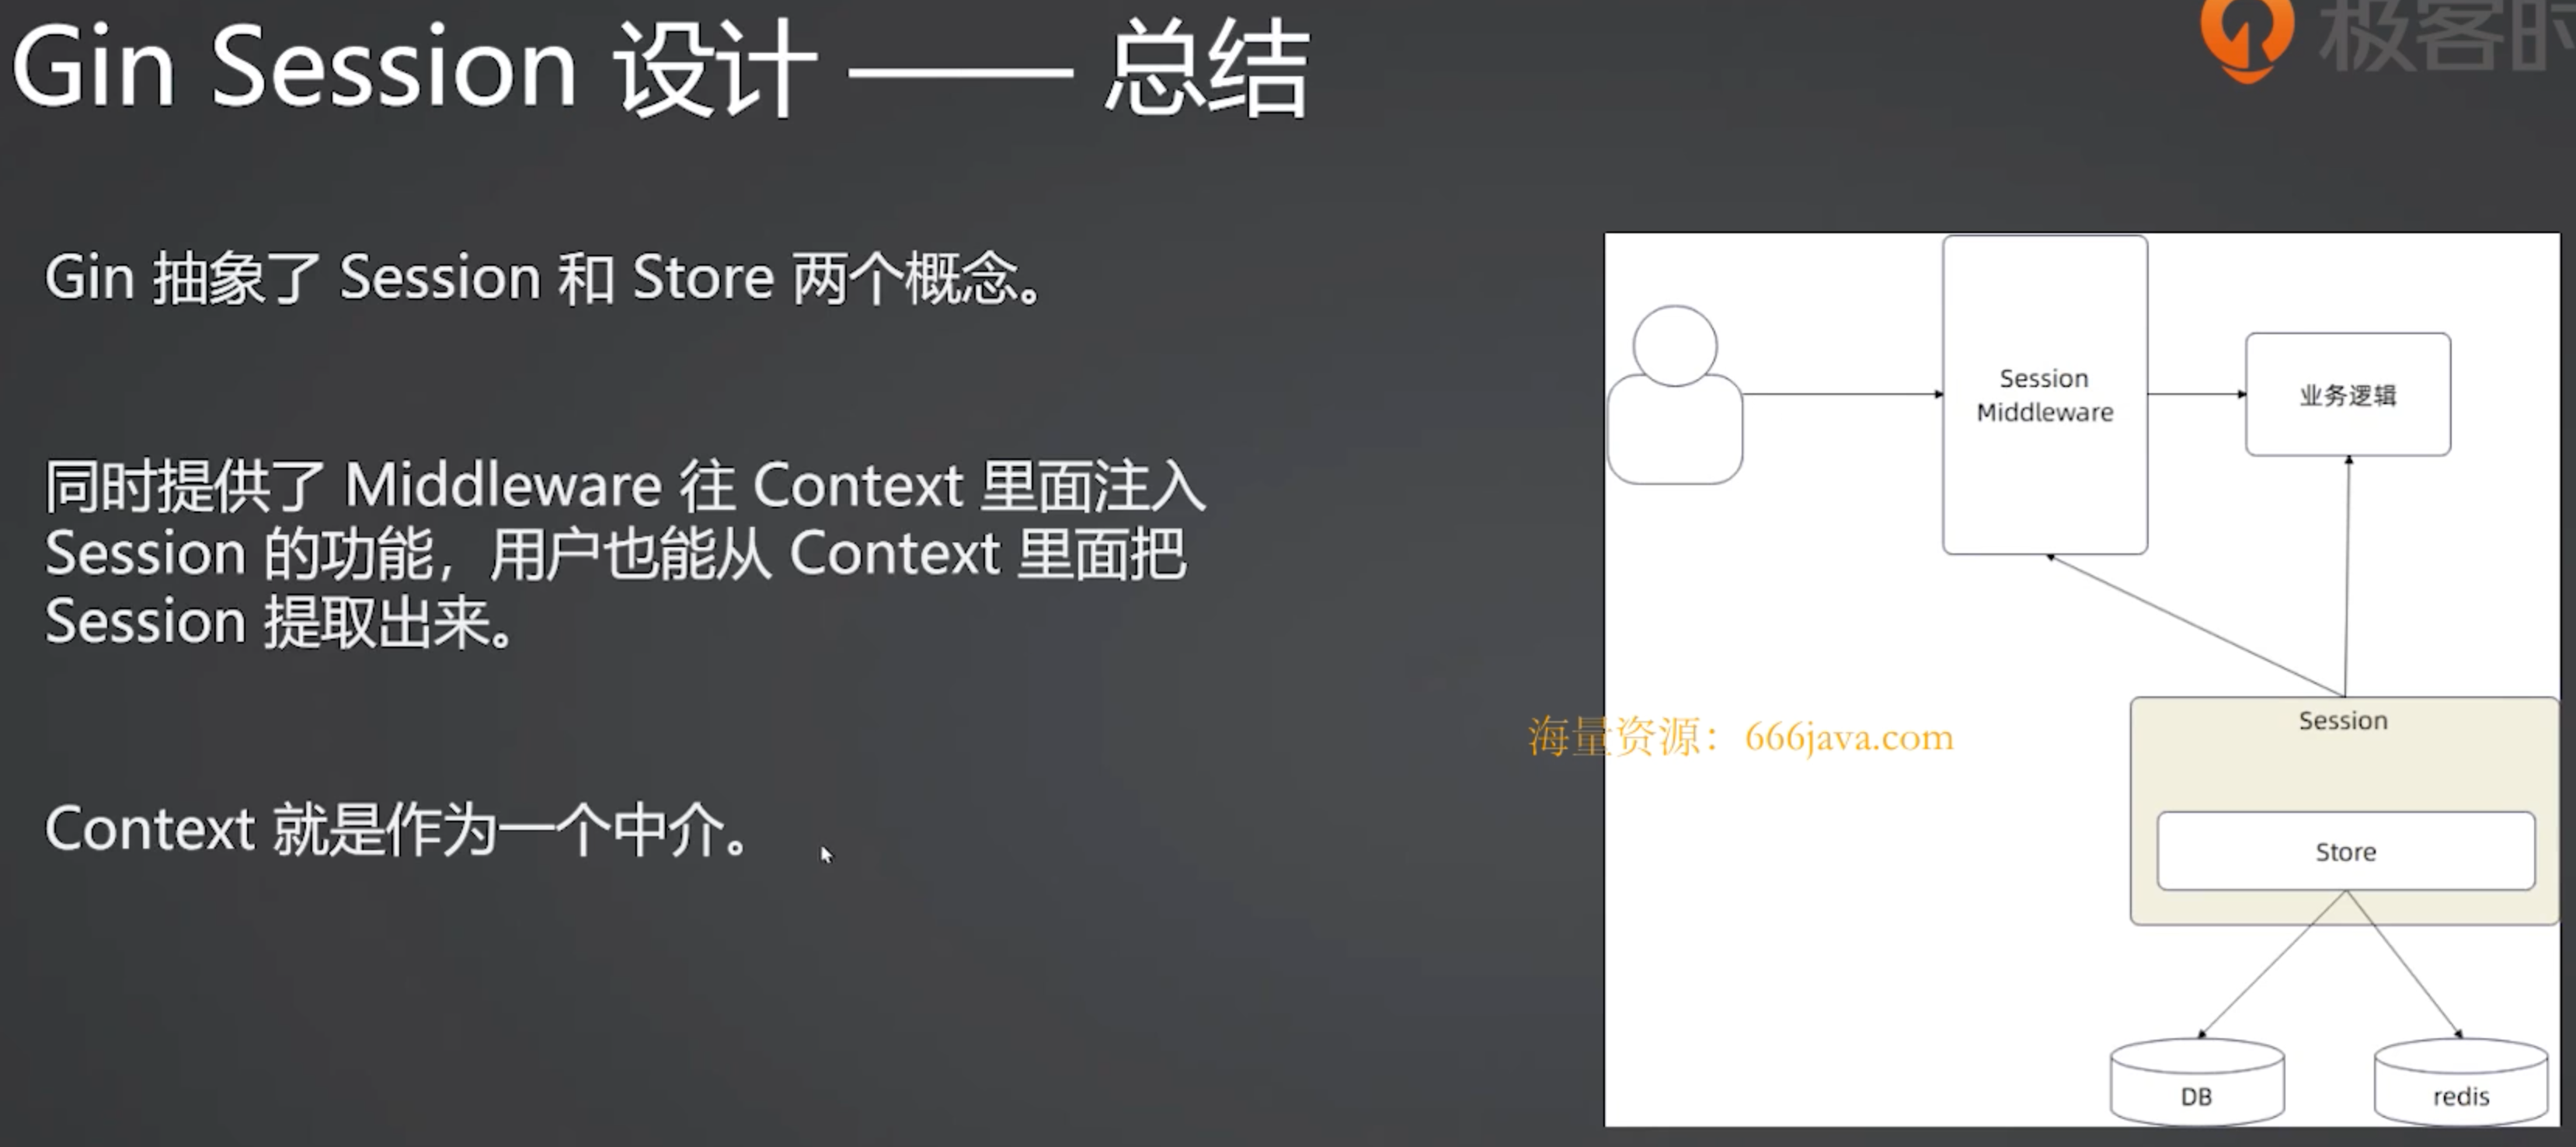 Gin Session 设计 —— 总结
极客时
Gin 抽象了 Session 和 Store 两个概念。
同时提供了 Middleware 往 Context 里面注入
Session 的功能，用户也能从 Context 里面把
Session 提取出来。
Context 就是作为一个中介。
Session
Middleware
业务逻辑
海量资源：666java.com
Session
Store
DB
redis